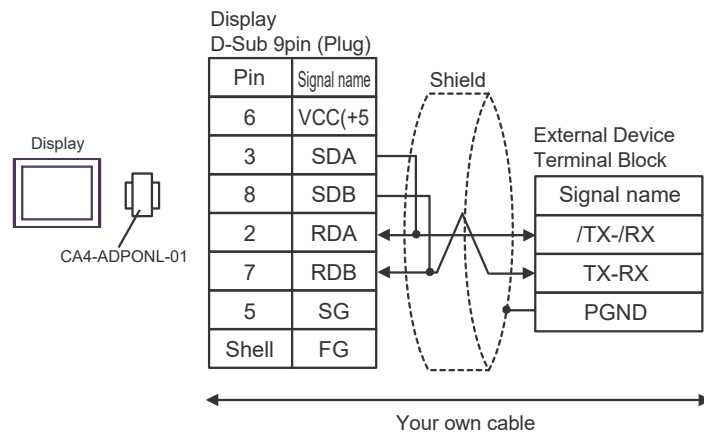 Display
D-Sub 9pin (Plug)
Pin Signal name
6 VCC(+5
3 SDA
8 SDB
2 RDA
7 RDB
5 SG
Shell FG
Shield
External Device
Terminal Block
Signal name
/TX-/RX
TX-RX
PGND
Display
CA4-ADPONL-01
Your own cable